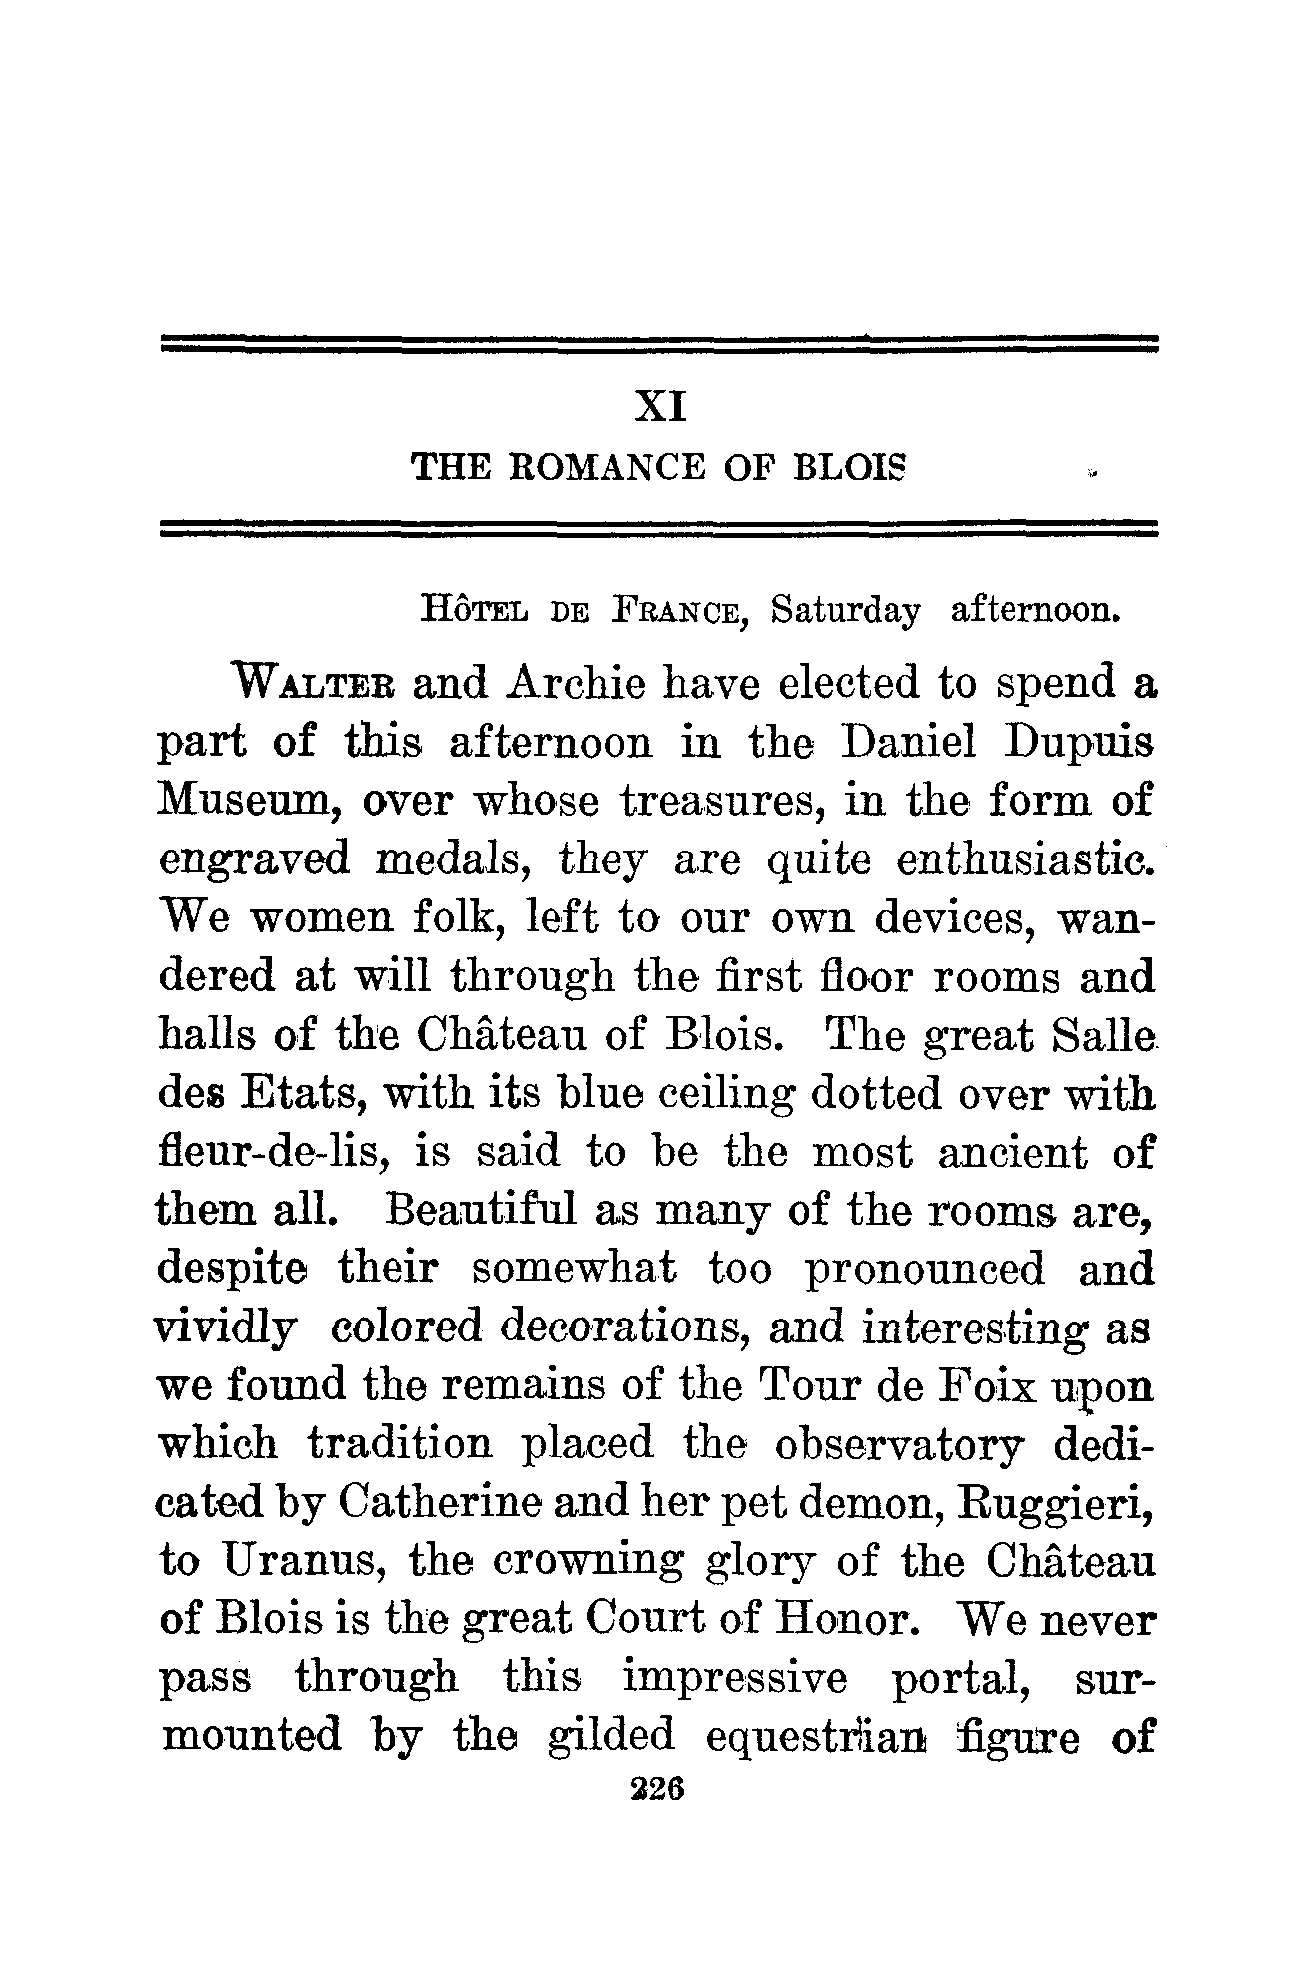 XI
THE ROMANCE OF BLOIS
HÔTEL DE FRANCE, Saturday afternoon.
WALTER and Archie have elected to spend a
part of this afternoon in the Daniel Dupuis
Museum, over whose treasures, in the form of
engraved medals, they are quite enthusiastic.
We women folk, left to our own devices, wan-
dered at will through the first floor rooms and
halls of the Château of Blois. The great Salle
des Etats, with its blue ceiling dotted over with
fleur-de-lis, is said to be the most ancient of
them all. Beautiful as many of the rooms are,
despite their somewhat too pronounced and
vividly colored decorations, and interesting as
we found the remains of the Tour de Foix upon
which tradition placed the observatory dedi-
cated by Catherine and her pet demon, Ruggieri,
to Uranus, the crowning glory of the Château
of Blois is the great Court of Honor. We never
pass through this impressive portal, sur-
mounted by the gilded equestrian figure of
226